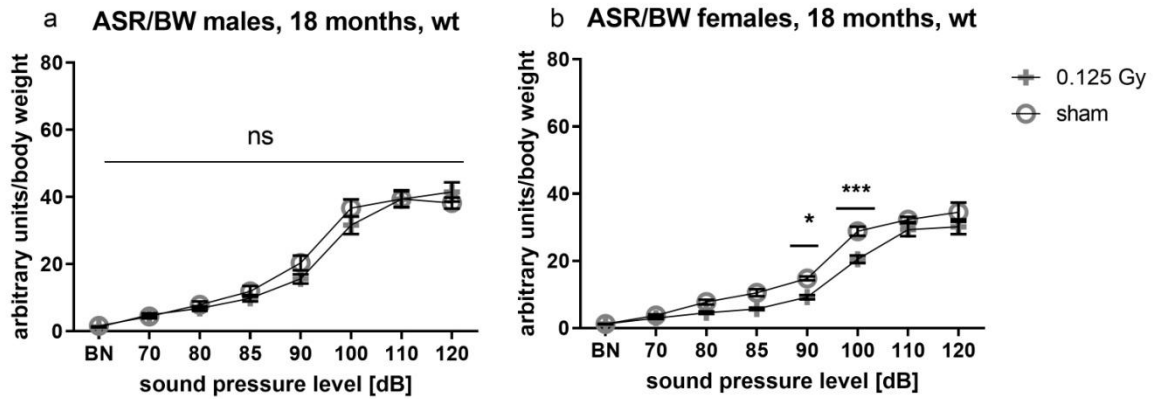 a ASR/BW males, 18 months, wt
arbitrary units/body weight
80
60
40
20
0
ns
BN 70 80 85 90 100 110 120
sound pressure level [dB]
b ASR/BW females, 18 months, wt
arbitrary units/body weight
80
60
40
20
0
*
***
BN 70 80 85 90 100 110 120
sound pressure level [dB]
0.125 Gy
sham